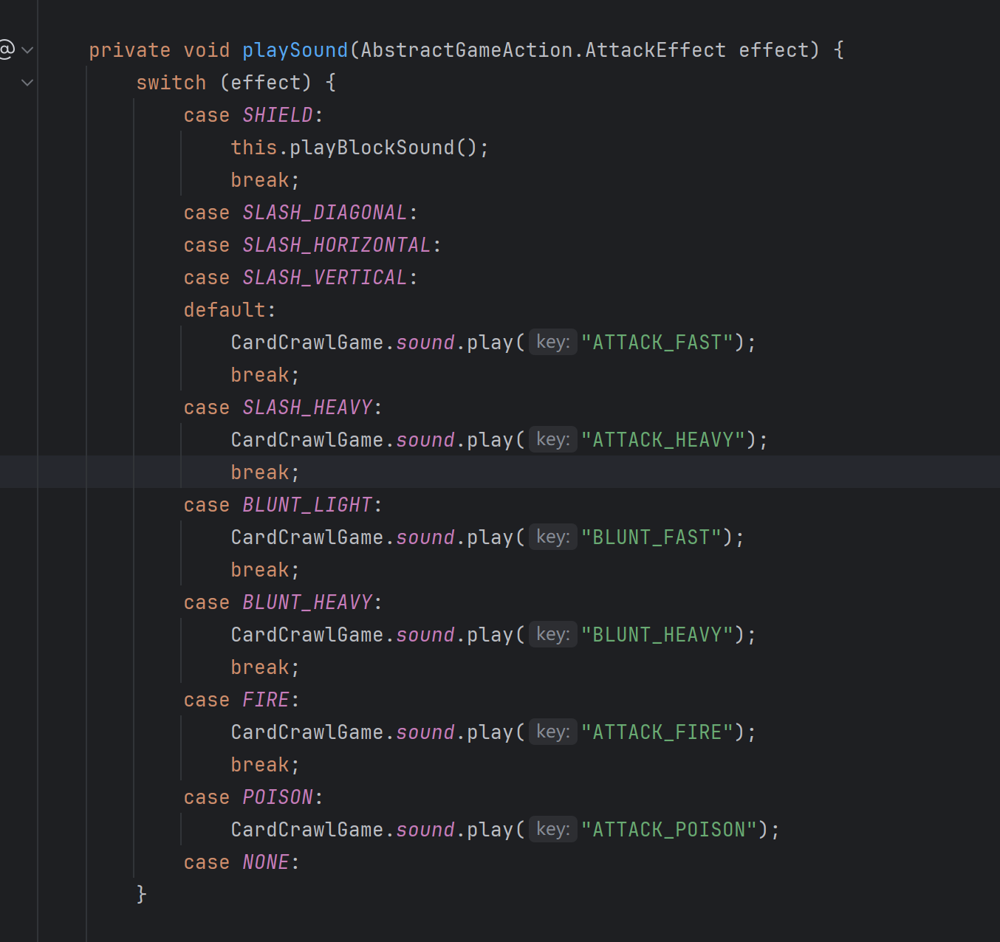 @
private void playSound(AbstractGameAction.AttackEffect effect) {
switch (effect) {
case SHIELD:
this.playBlockSound();
break;
case SLASH_DIAGONAL:
case SLASH_HORIZONTAL:
case SLASH_VERTICAL:
default:
CardCrawlGame.sound.play( key: "ATTACK_FAST");
break;
case SLASH_HEAVY:
CardCrawlGame.sound.play( key: "ATTACK_HEAVY");
break;
case BLUNT_LIGHT:
CardCrawlGame.sound.play( key: "BLUNT_FAST");
break;
case BLUNT_HEAVY:
CardCrawlGame.sound.play( key: "BLUNT_HEAVY");
break;
case FIRE:
CardCrawlGame.sound.play( key: "ATTACK_FIRE");
break;
case POISON:
CardCrawlGame.sound.play( key: "ATTACK_POISON");
case NONE:
}